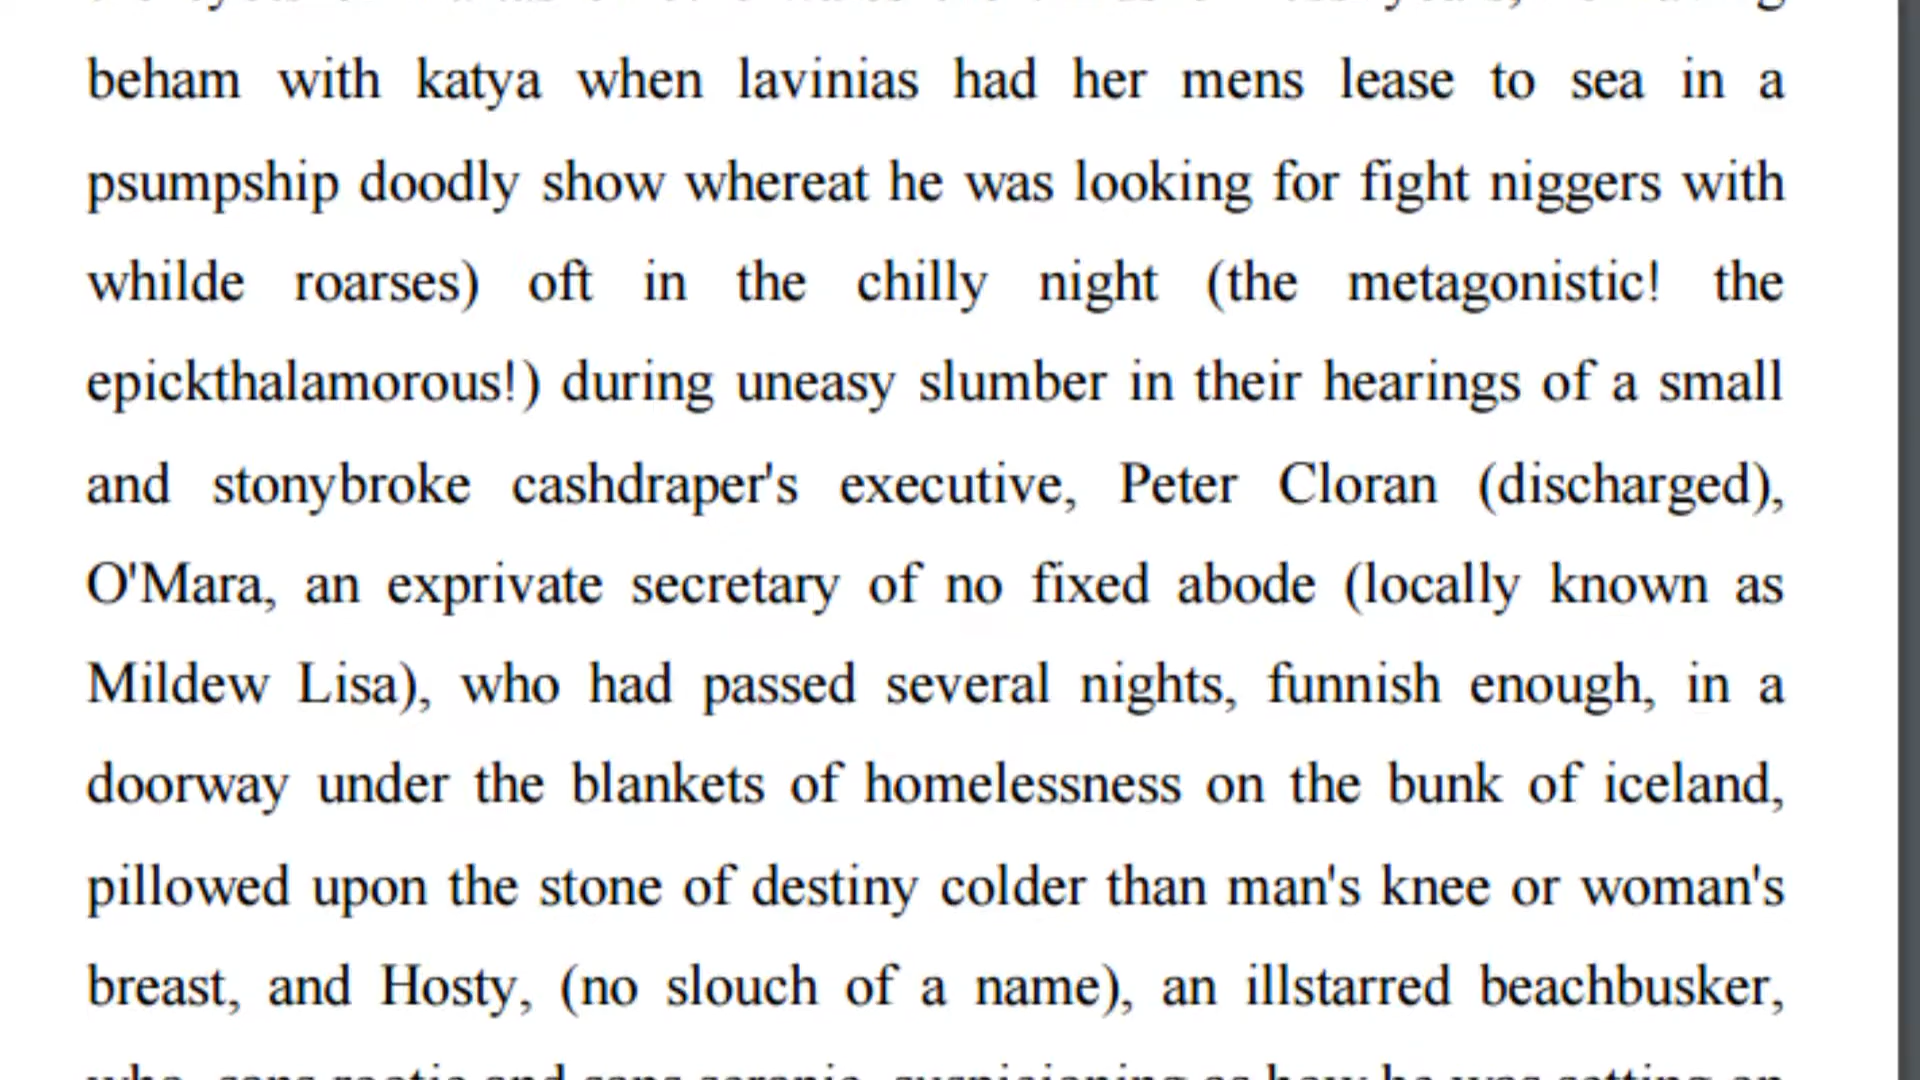 beham with katya when lavinias had her mens lease to sea in a
psumpship doodly show whereat he was looking for fight niggers with
whilde roarses) oft in the chilly night (the metagonistic! the
epickthalamorous!) during uneasy slumber in their hearings of a small
and stonybroke cashdraper's executive, Peter Cloran (discharged),
O'Mara, an exprivate secretary of no fixed abode (locally known as
Mildew Lisa), who had passed several nights, funnish enough, in a
doorway under the blankets of homelessness on the bunk of iceland,
pillowed upon the stone of destiny colder than man's knee or woman's
breast, and Hosty, (no slouch of a name), an illstarred beachbusker,